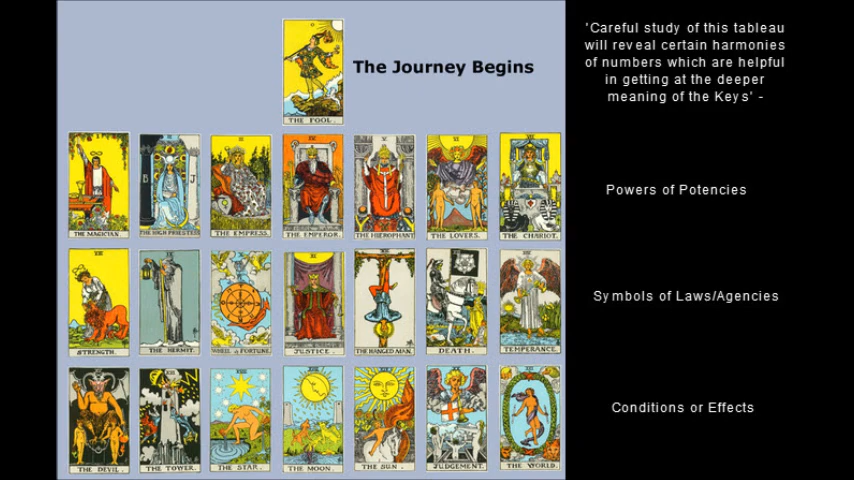 'Careful study of this tableau
will reveal certain harmonies
of numbers which are helpful
in getting at the deeper
meaning of the Keys' -
The Journey Begins
THE FOOL.
Powers of Potencies
THE MAGICIAN.
THE HIGH PRIESTESS
THE EMPRESS.
THE EMPEROR.
THE HIEROPHANT
THE LOVERS.
THE CHARIOT.
B J
Symbols of Laws/Agencies
STRENGTH.
THE HERMIT.
WHEEL of FORTUNE.
JUSTICE.
THE HANGED MAN.
DEATH.
TEMPERANCE.
Conditions or Effects
THE DEVIL.
THE TOWER.
THE STAR.
THE MOON.
THE SUN.
JUDGEMENT.
THE WORLD.